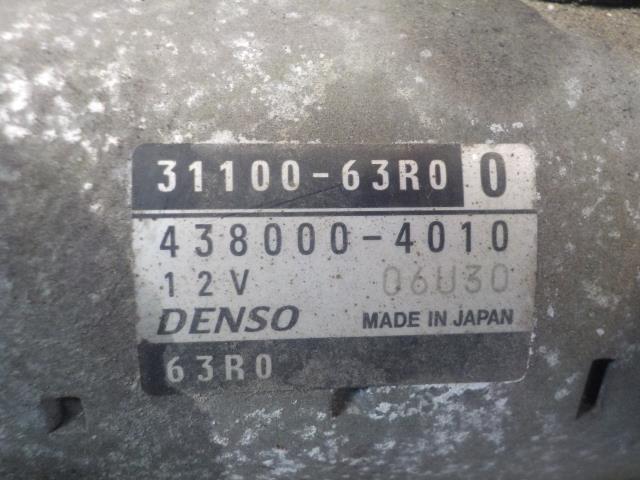 31100-63R0 0
438000-4010
12V 06U30
DENSO MADE IN JAPAN
63R0